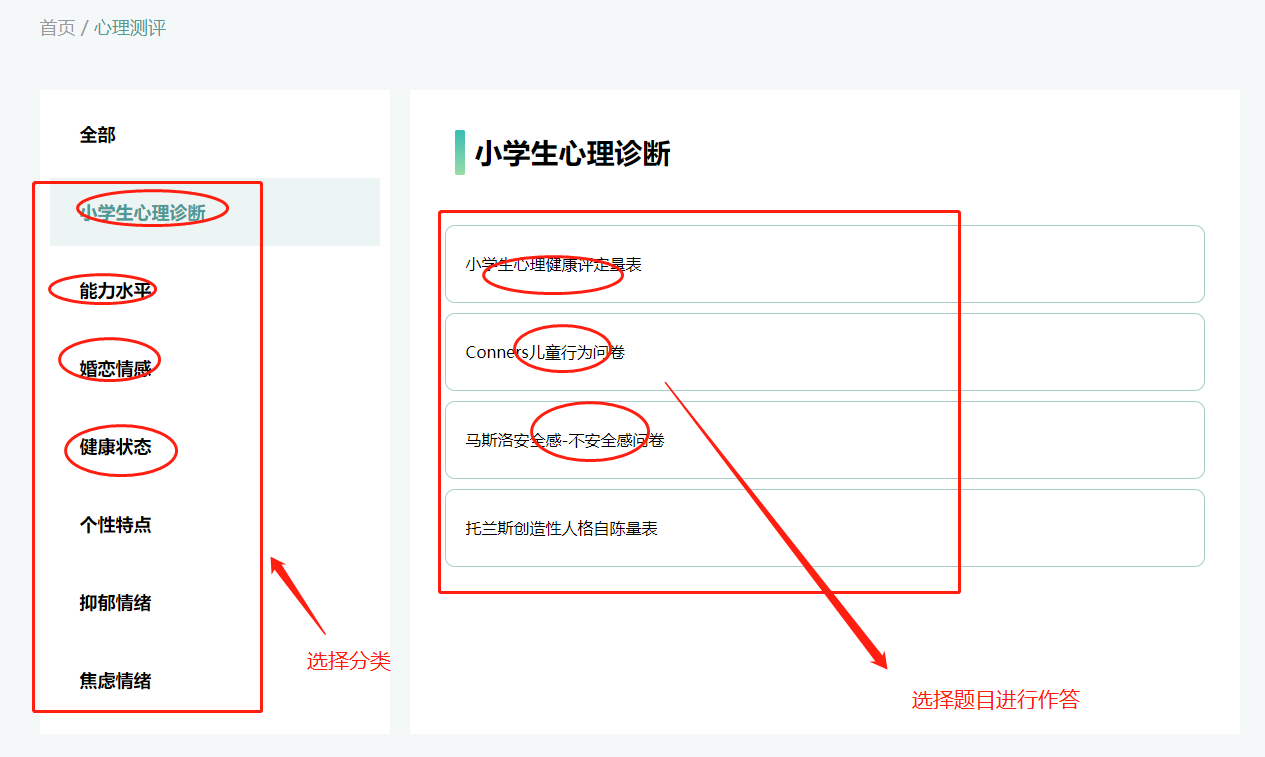 首页 / 心理测评
全部
小学生心理诊断
能力水平
婚恋情感
健康状态
个性特点
抑郁情绪
焦虑情绪
选择分类
小学生心理诊断
小学生心理健康评定量表
Conners儿童行为问卷
马斯洛安全感-不安全感问卷
托兰斯创造性人格自陈量表
选择题目进行作答